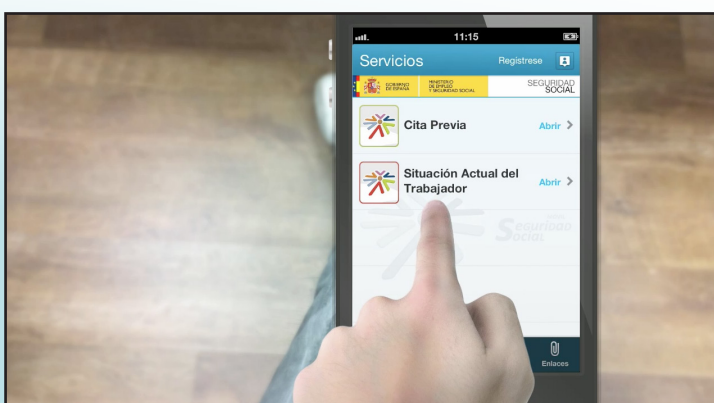 11:15
Servicios
Regístrese
GOBIERNO
DE ESPAÑA
MINISTERIO
DE EMPLEO
Y SEGURIDAD SOCIAL
SEGURIDAD
SOCIAL
Cita Previa
Abrir
Situación Actual del
Trabajador
Abrir
Seguridad
Social
Enlaces